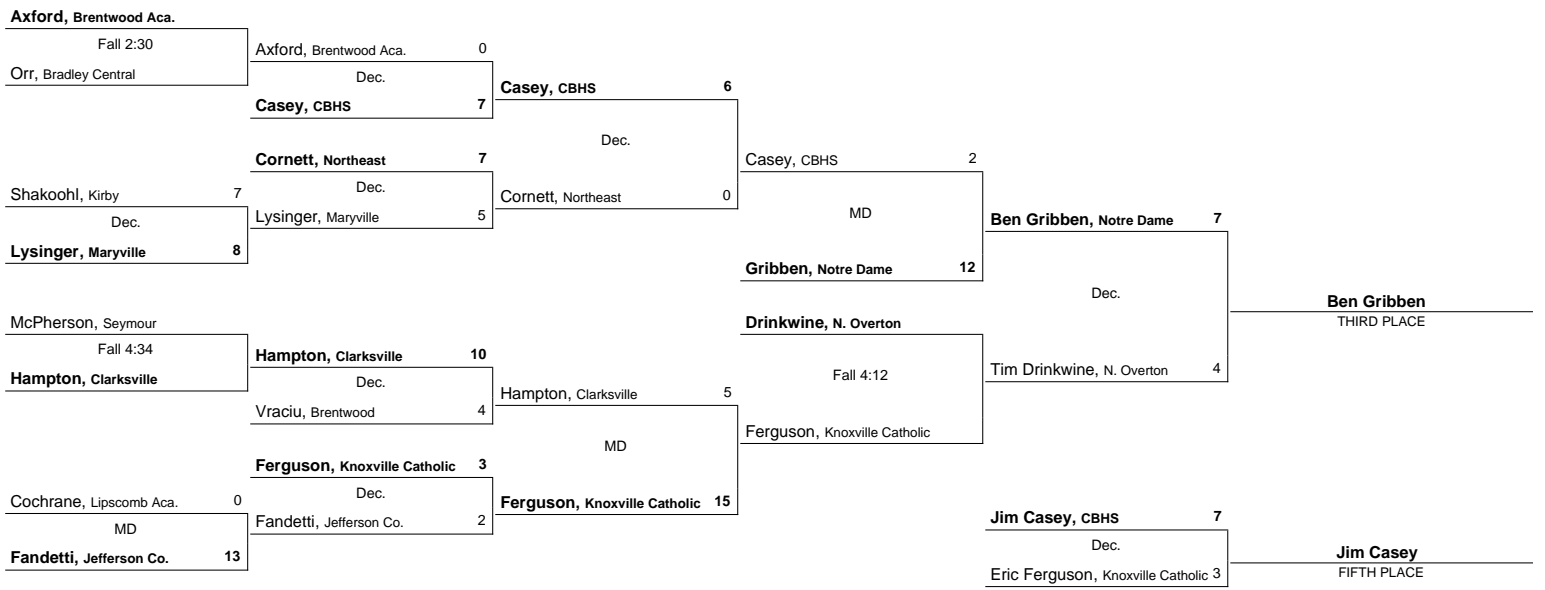 Axford, Brentwood Aca.
Fall 2:30
Orr, Bradley Central
Shakoohl, Kirby 7
Dec.
Lysinger, Maryville 8
McPherson, Seymour
Fall 4:34
Hampton, Clarksville
Cochrane, Lipscomb Aca. 0
MD
Fandetti, Jefferson Co. 13
Axford, Brentwood Aca. 0
Dec.
Casey, CBHS 7
Cornett, Northeast 7
Dec.
Lysinger, Maryville 5
Hampton, Clarksville 10
Dec.
Vraciu, Brentwood 4
Ferguson, Knoxville Catholic 3
Dec.
Fandetti, Jefferson Co. 2
Casey, CBHS 6
Dec.
Cornett, Northeast 0
Hampton, Clarksville 5
MD
Ferguson, Knoxville Catholic 15
Casey, CBHS 2
MD
Gribben, Notre Dame 12
Drinkwine, N. Overton
Fall 4:12
Ferguson, Knoxville Catholic
Ben Gribben, Notre Dame 7
Dec.
Tim Drinkwine, N. Overton 4
Ben Gribben
THIRD PLACE
Jim Casey, CBHS 7
Dec.
Eric Ferguson, Knoxville Catholic 3
Jim Casey
FIFTH PLACE